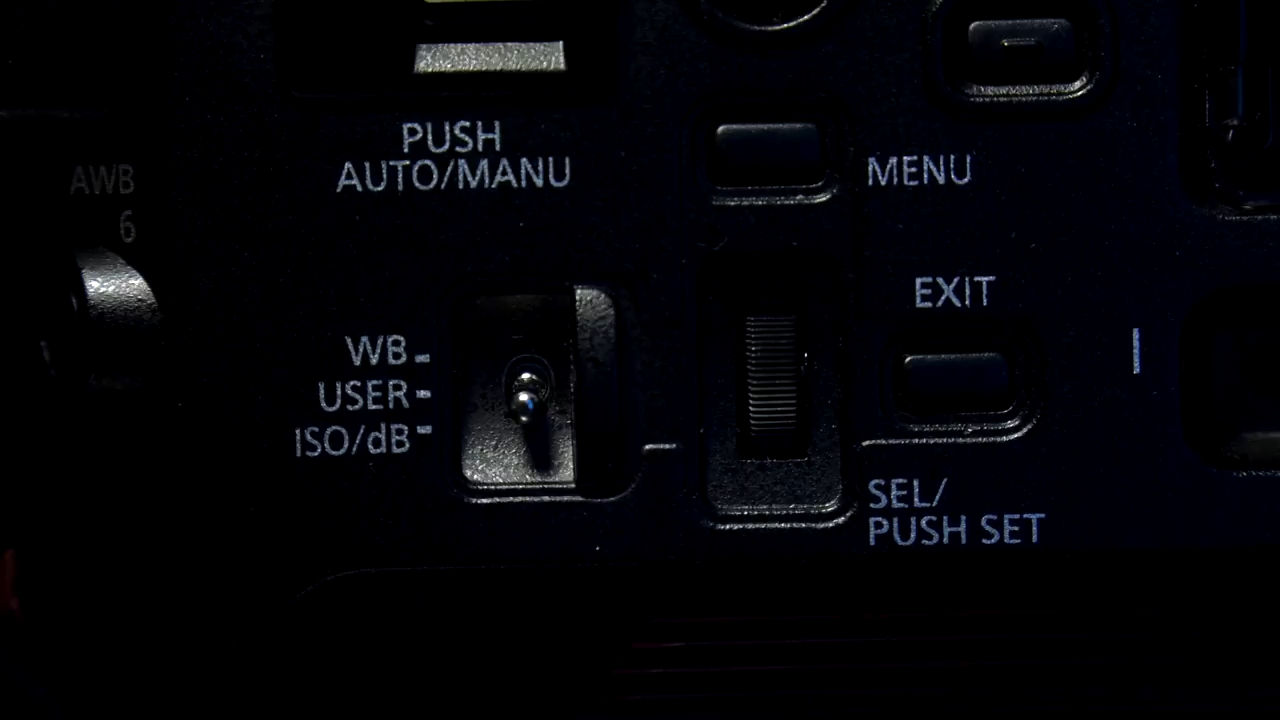 PUSH
AUTO/MANU
MENU
AWB
6
EXIT
WB
USER
ISO/dB
SEL/
PUSH SET